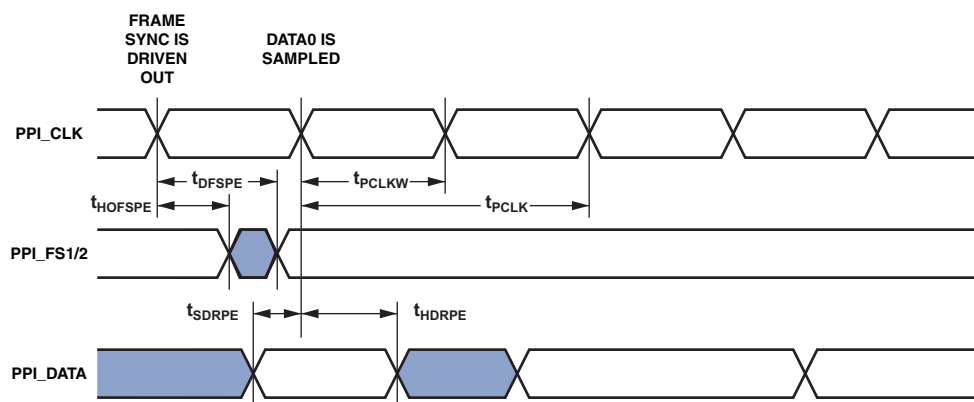 FRAME
SYNC IS
DRIVEN
OUT
DATA0 IS
SAMPLED
PPI_CLK
tDFSPE
tPCLKW
tHOFSPE
tPCLK
PPI_FS1/2
tSDRPE
tHDRPE
PPI_DATA